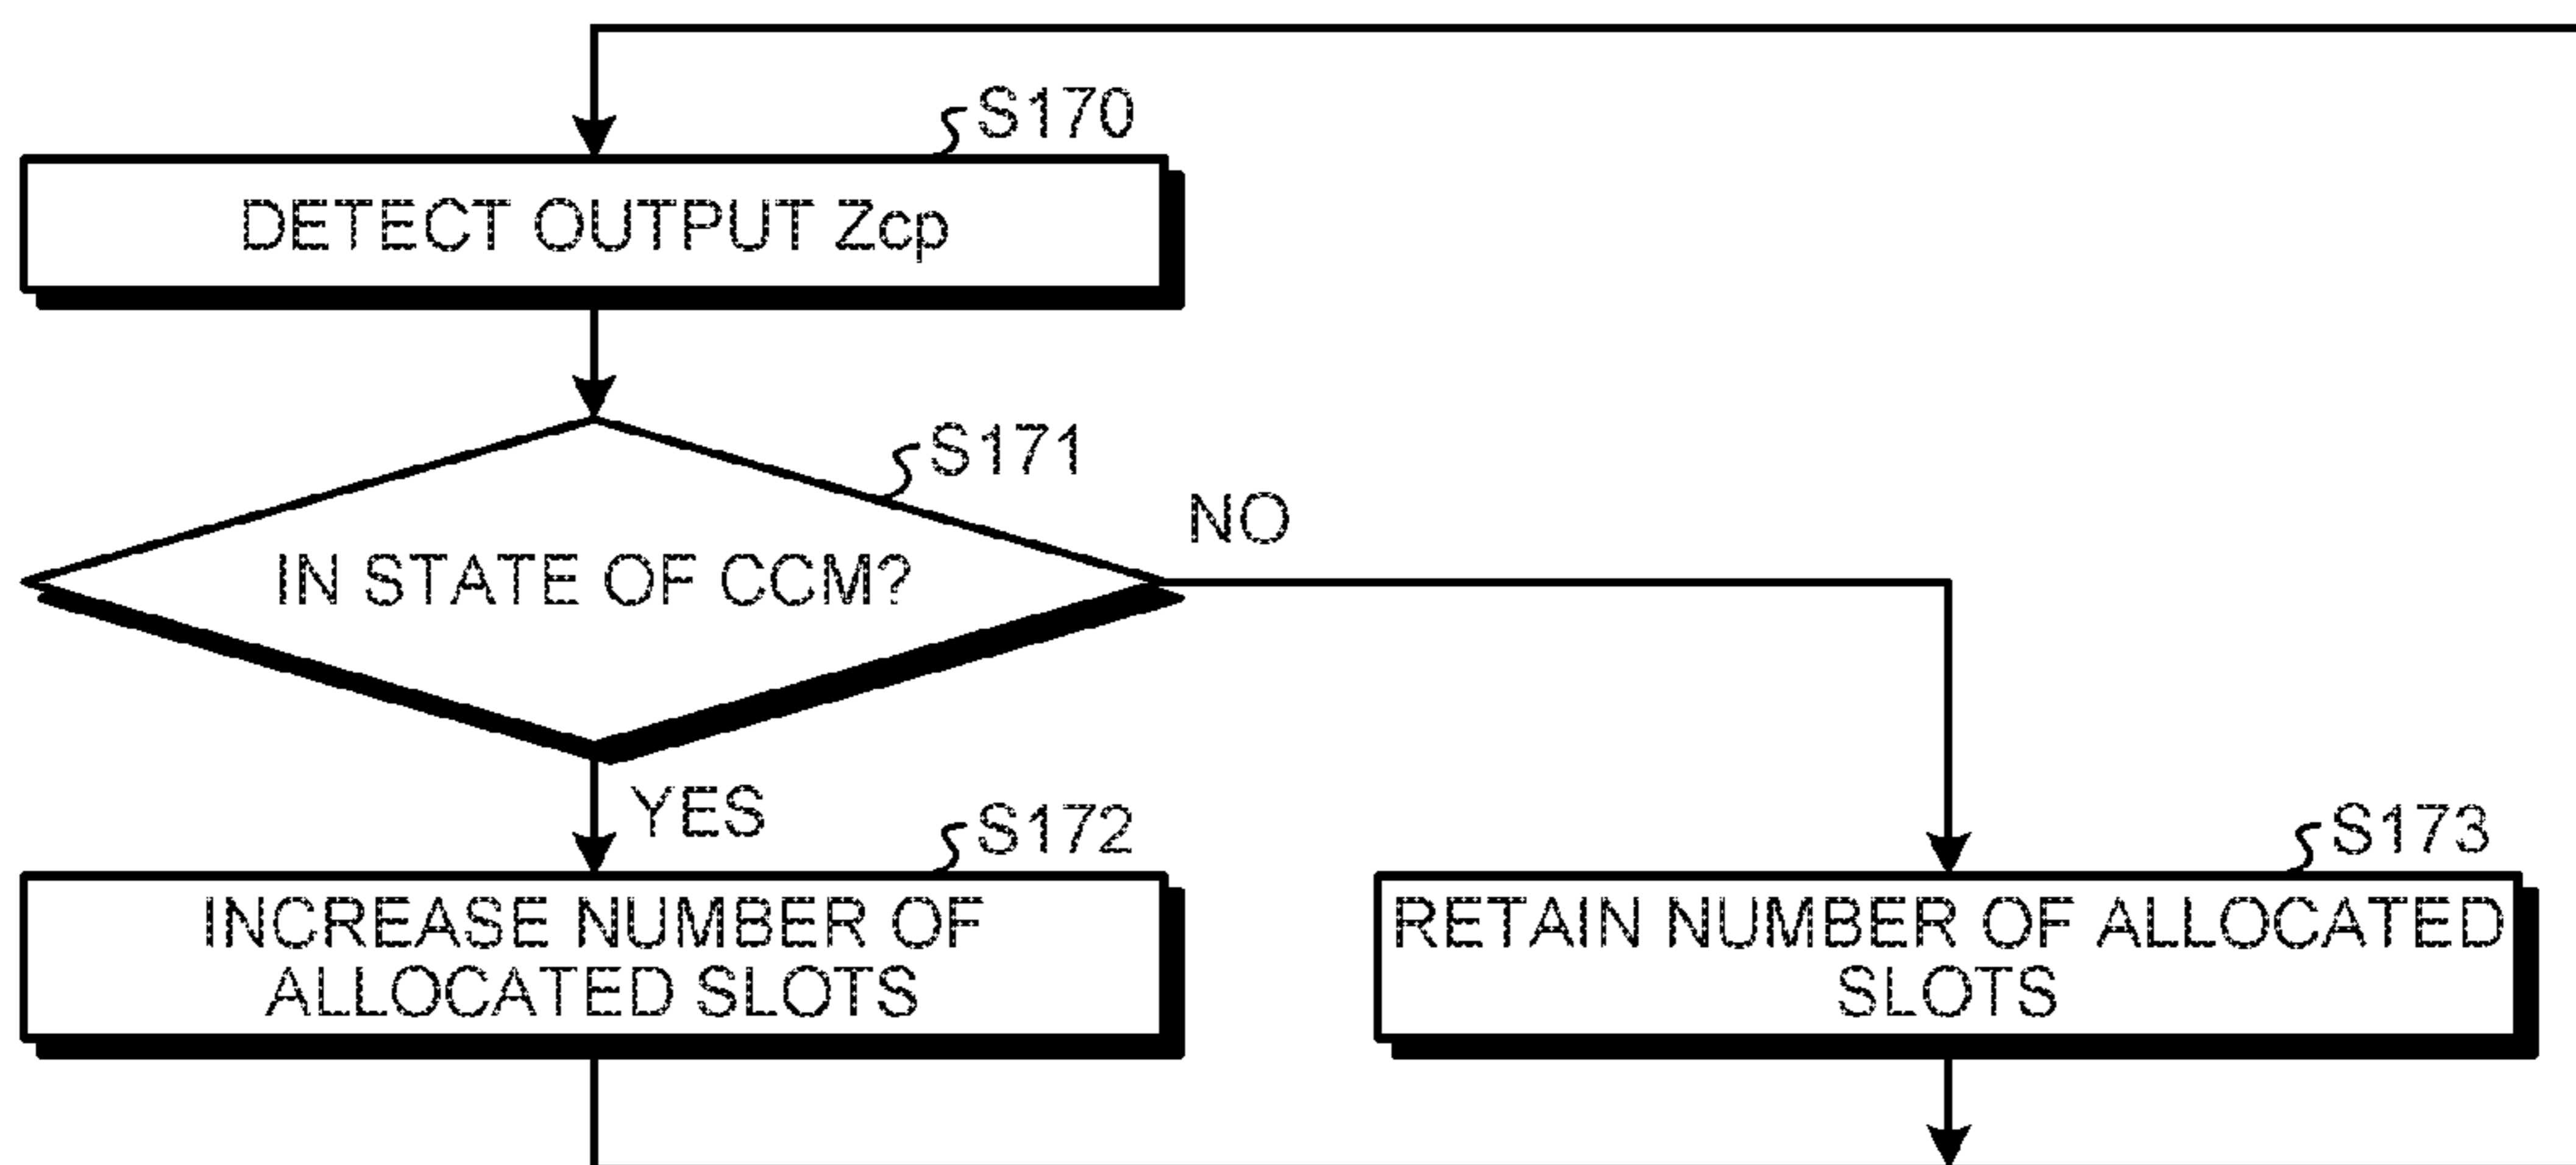 S170
DETECT OUTPUT Zcp
S171
IN STATE OF CCM?
NO
YES
S172
INCREASE NUMBER OF
ALLOCATED SLOTS
S173
RETAIN NUMBER OF ALLOCATED
SLOTS